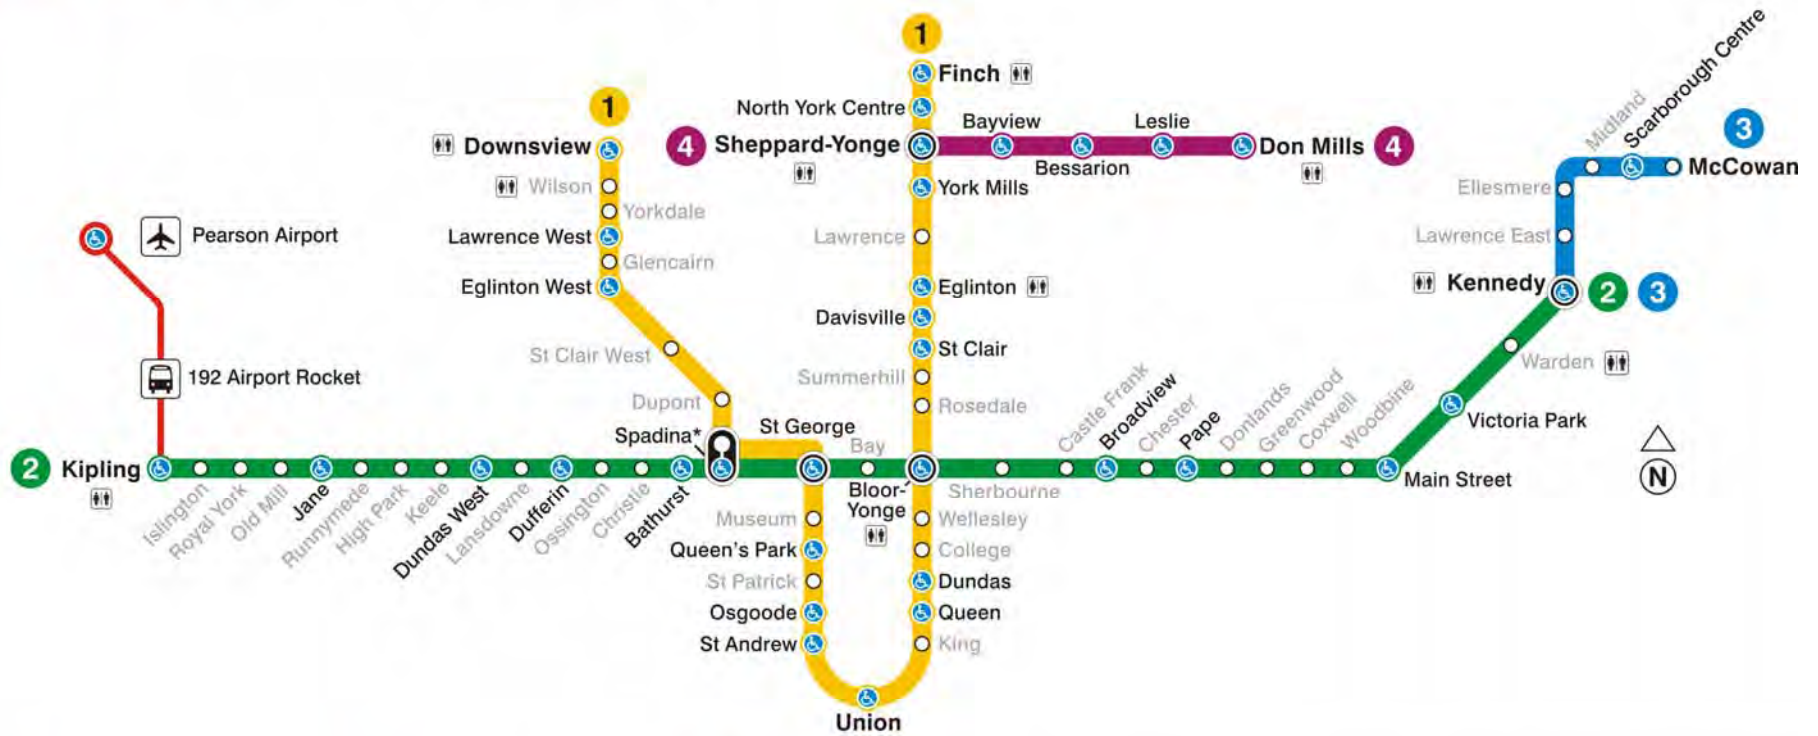 1
Finch
North York Centre
1
Downsview
4
Sheppard-Yonge
Bayview
Bessarion
Leslie
Don Mills
4
Midland
Scarborough Centre
3
McCowan
Wilson
York Mills
Ellesmere
Yorkdale
Lawrence West
Lawrence
Lawrence East
Pearson Airport
Glencairn
Eglinton West
Eglinton
Kennedy
2
3
Davisville
St Clair West
St Clair
Warden
192 Airport Rocket
Summerhill
Dupont
Rosedale
Victoria Park
Spadina*
St George
Bay
Castle Frank
Broadview
Chester
Pape
Donlands
Greenwood
Coxwell
Woodbine
2
Kipling
Islington
Royal York
Old Mill
Jane
Runnymede
High Park
Keele
Dundas West
Lansdowne
Dufferin
Ossington
Christie
Bathurst
Bloor-
Yonge
Sherbourne
Main Street
N
Museum
Wellesley
Queen's Park
College
St Patrick
Dundas
Osgoode
Queen
St Andrew
King
Union